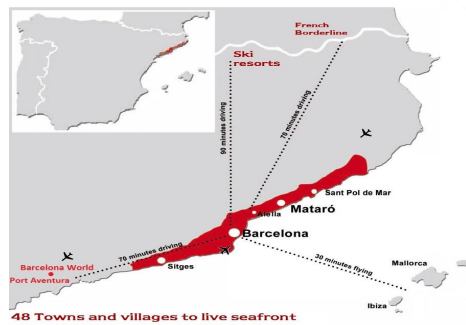 French
Borderline
Ski
resorts
90 minutes driving
70 minutes driving
Sant Pol de Mar
Mataró
Alella
Barcelona
70 minutes driving
30 minutes flying
Barcelona World
Port Aventura
Sitges
Mallorca
Ibiza
48 Towns and villages to live seafront